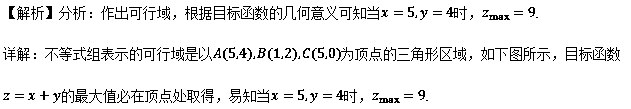 【解析】分析：作出可行域，根据目标函数的几何意义可知当x = 5, y = 4时，z_max = 9.
详解：不等式组表示的可行域是以A(5,4), B(1,2), C(5,0)为顶点的三角形区域，如下图所示，目标函数
z = x + y的最大值必在顶点处取得，易知当x = 5, y = 4时，z_max = 9.